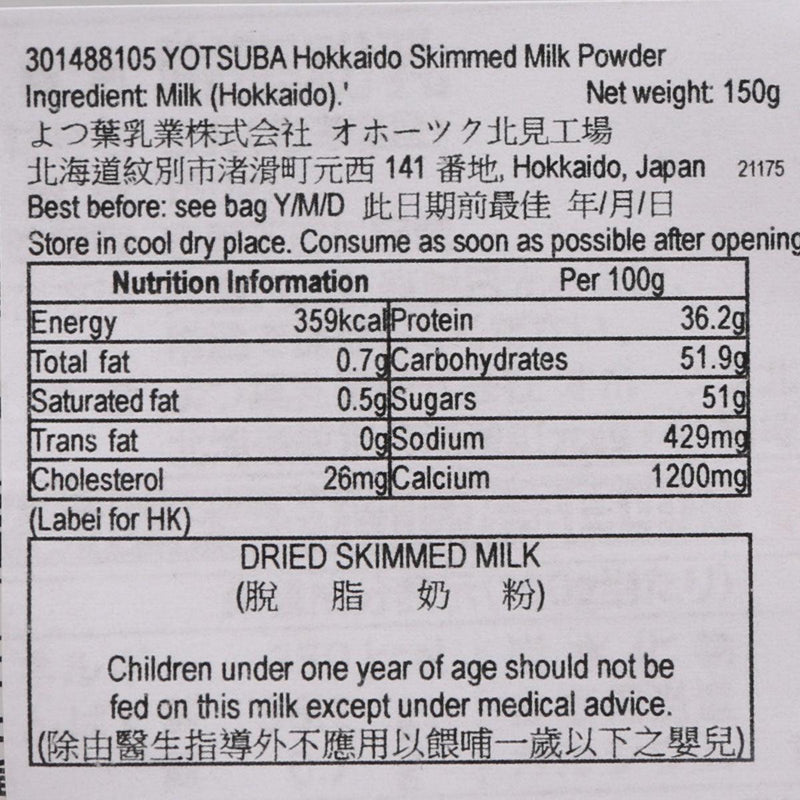 301488105 YOTSUBA Hokkaido Skimmed Milk Powder
Ingredient: Milk (Hokkaido).' Net weight: 150g
よつ葉乳業株式会社 オホーツク北見工場
北海道紋別市渚滑町元西 141 番地, Hokkaido, Japan 21175
Best before: see bag Y/M/D 此日期前最佳 年/月/日
Store in cool dry place. Consume as soon as possible after opening
Nutrition Information Per 100g
Energy 359kcal Protein 36.2g
Total fat 0.7g Carbohydrates 51.9g
Saturated fat 0.5g Sugars 51g
Trans fat 0g Sodium 429mg
Cholesterol 26mg Calcium 1200mg
(Label for HK)
DRIED SKIMMED MILK
(脫 脂 奶 粉)
Children under one year of age should not be
fed on this milk except under medical advice.
(除由醫生指導外不應用以餵哺一歲以下之嬰兒)